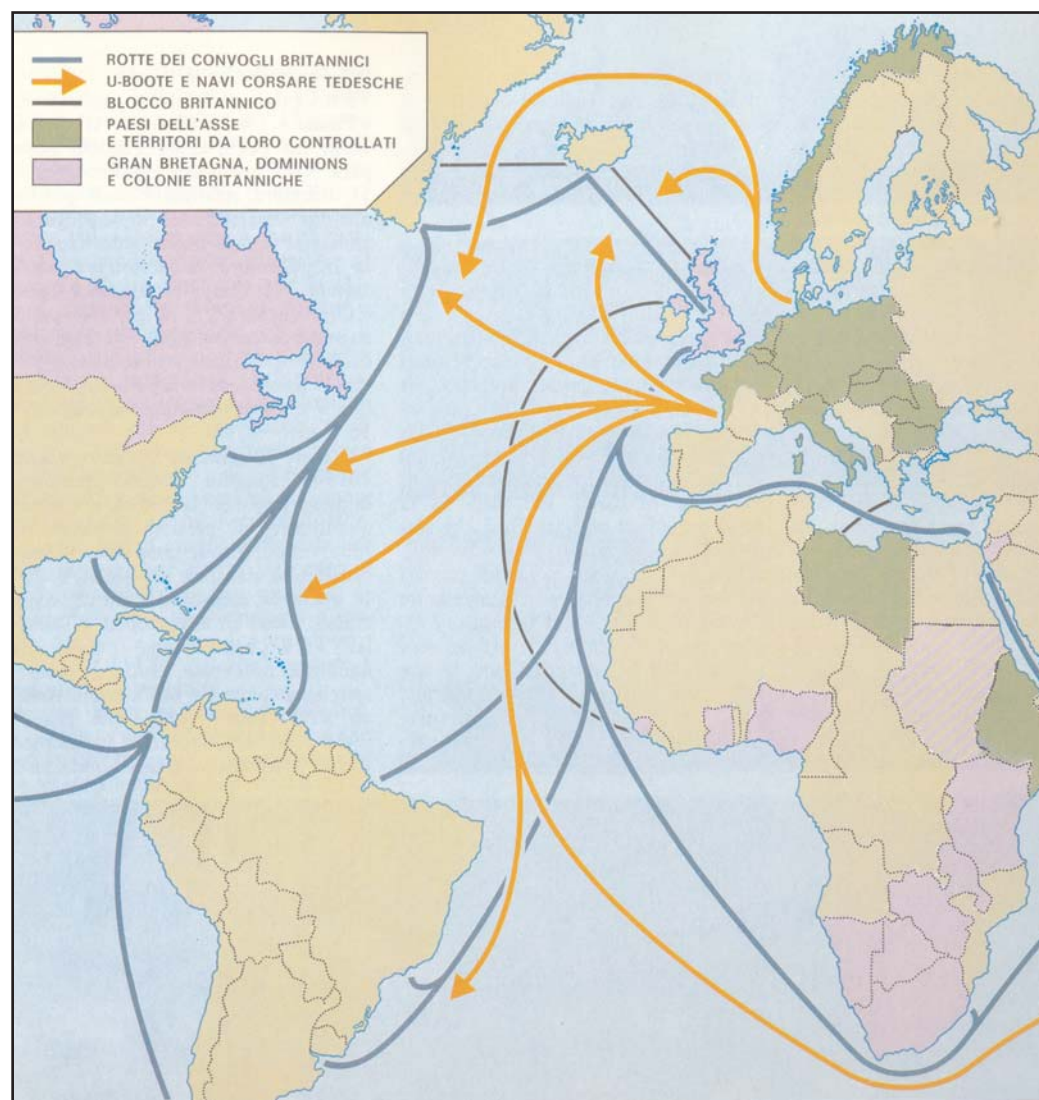 ROTTE DEI CONVOGLI BRITANNICI
U-BOOTE E NAVI CORSARE TEDESCHE
BLOCCO BRITANNICO
PAESI DELL'ASSE
E TERRITORI DA LORO CONTROLLATI
GRAN BRETAGNA, DOMINIONS
E COLONIE BRITANNICHE